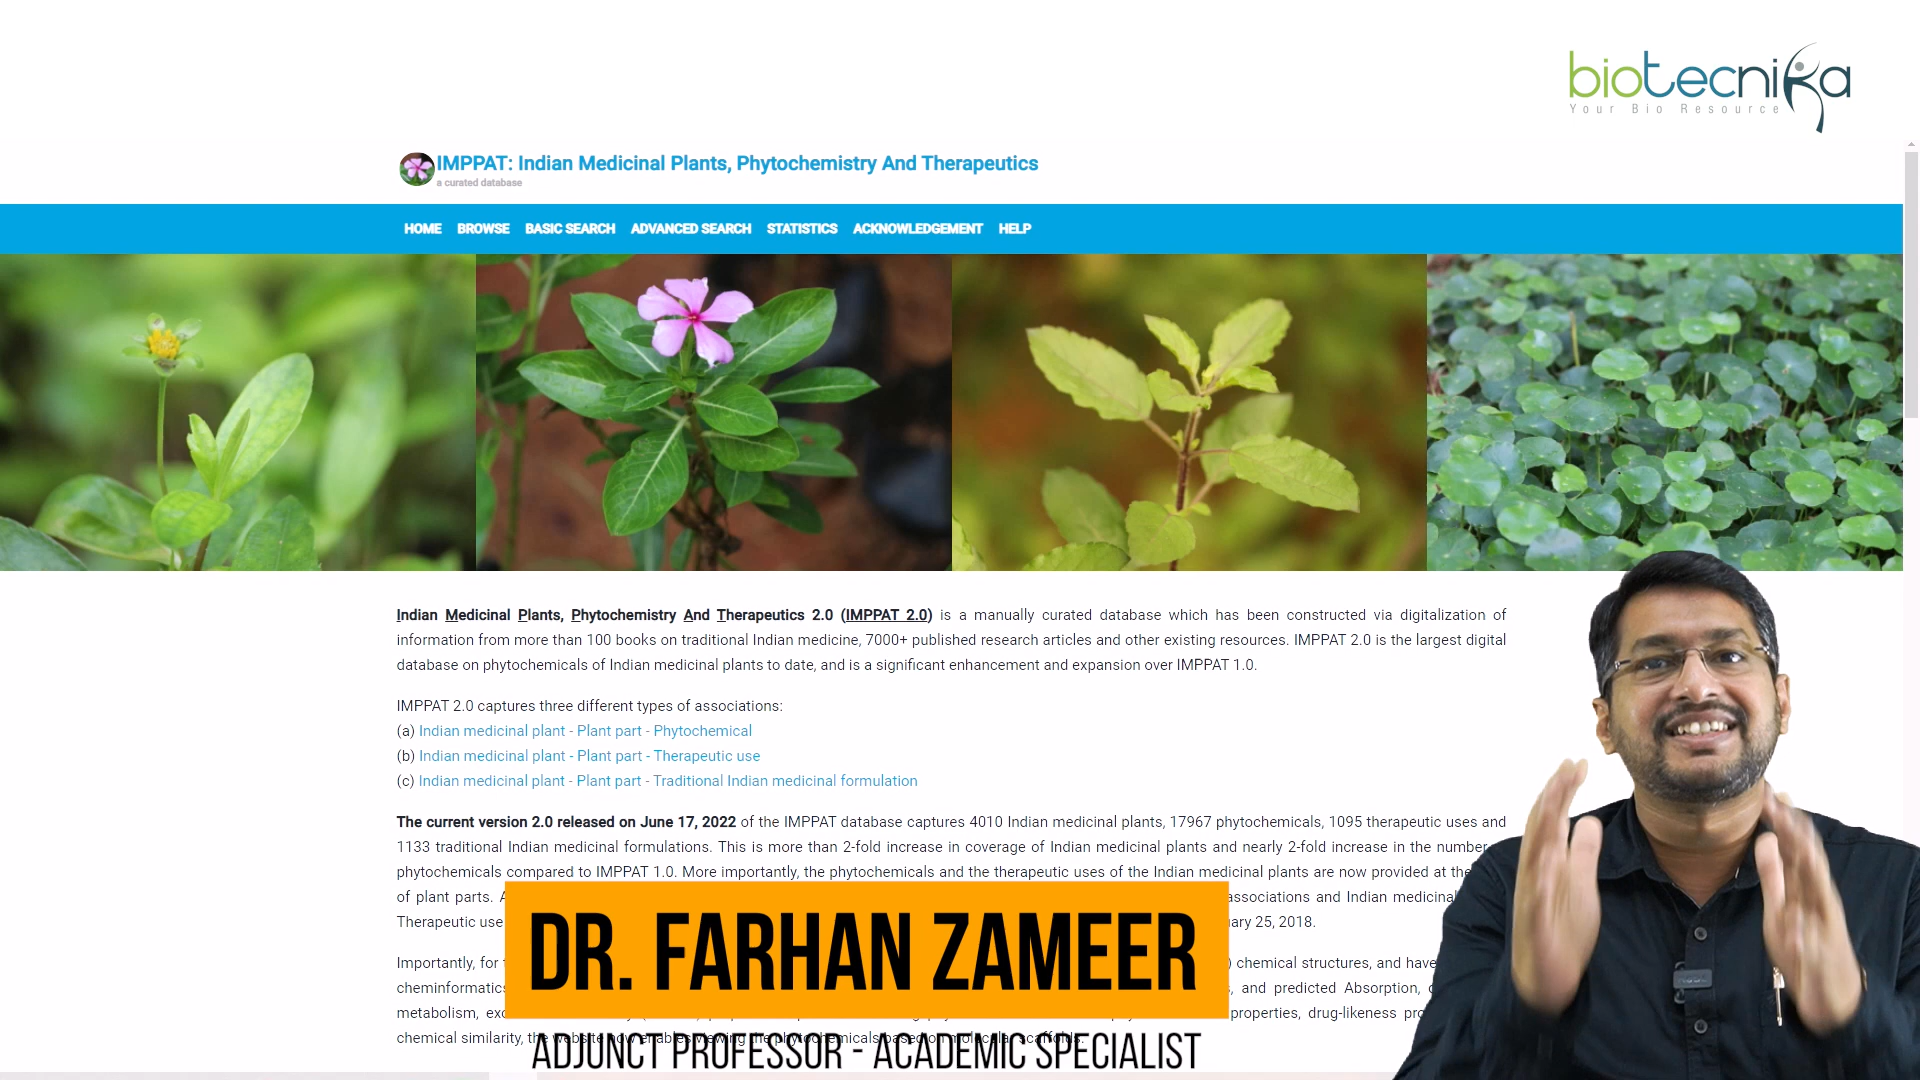 biotecnika
Your Bio Resource
IMPPAT: Indian Medicinal Plants, Phytochemistry And Therapeutics
a curated database
HOME BROWSE BASIC SEARCH ADVANCED SEARCH STATISTICS ACKNOWLEDGEMENT HELP
Indian Medicinal Plants, Phytochemistry And Therapeutics 2.0 (IMPPAT 2.0) is a manually curated database which has been constructed via digitalization of
information from more than 100 books on traditional Indian medicine, 7000+ published research articles and other existing resources. IMPPAT 2.0 is the largest digital
database on phytochemicals of Indian medicinal plants to date, and is a significant enhancement and expansion over IMPPAT 1.0.
IMPPAT 2.0 captures three different types of associations:
(a) Indian medicinal plant - Plant part - Phytochemical
(b) Indian medicinal plant - Plant part - Therapeutic use
(c) Indian medicinal plant - Plant part - Traditional Indian medicinal formulation
The current version 2.0 released on June 17, 2022 of the IMPPAT database captures 4010 Indian medicinal plants, 17967 phytochemicals, 1095 therapeutic uses and
1133 traditional Indian medicinal formulations. This is more than 2-fold increase in coverage of Indian medicinal plants and nearly 2-fold increase in the number
phytochemicals compared to IMPPAT 1.0. More importantly, the phytochemicals and the therapeutic uses of the Indian medicinal plants are now provided at the
of plant parts. associations and Indian medicinal
Therapeutic use 25, 2018.
Importantly, for chemical structures, and have
and predicted Absorption,
metabolism, properties, drug-likeness
chemical similarity, the website now enables viewing the phytochemicals based on molecular scaffolds.
DR. FARHAN ZAMEER
ADJUNCT PROFESSOR - ACADEMIC SPECIALIST